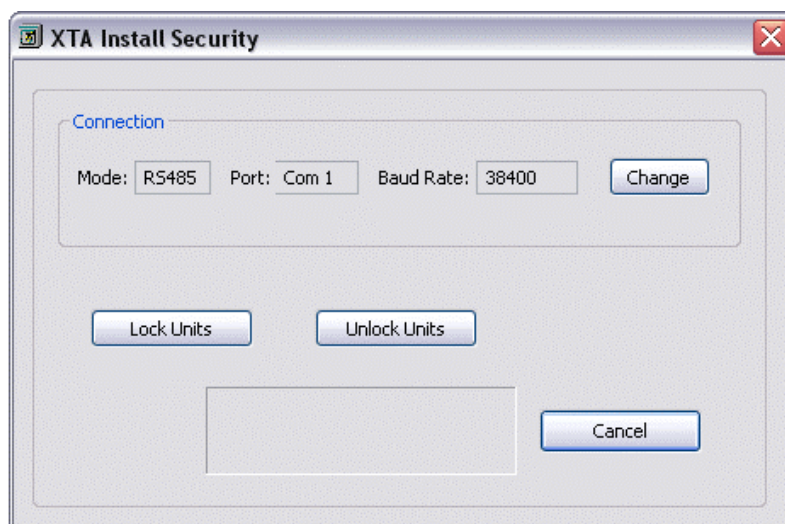 XTA Install Security
Connection
Mode: RS485 Port: Com 1 Baud Rate: 38400 Change
Lock Units Unlock Units
Cancel